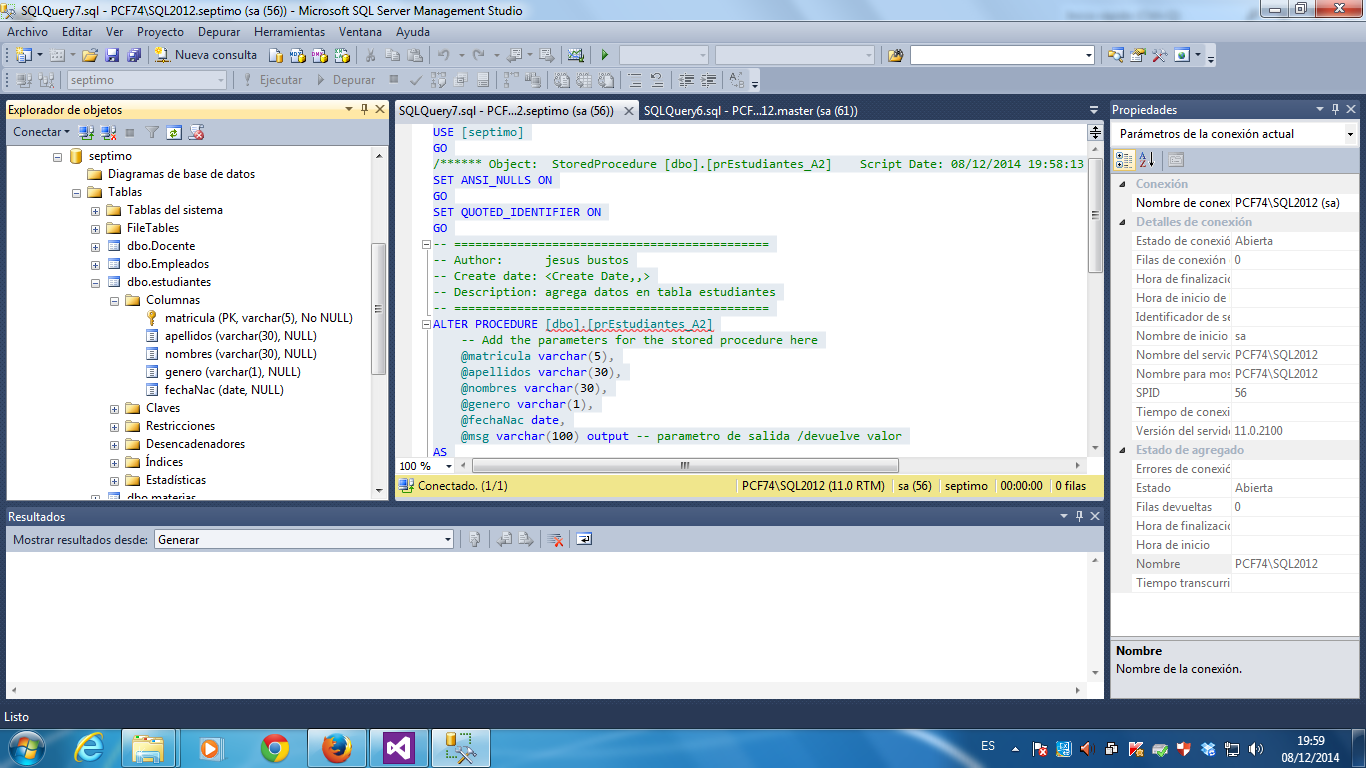 SQLQuery7.sql - PCF74\SQL2012.septimo (sa (56)) - Microsoft SQL Server Management Studio
Archivo Editar Ver Proyecto Depurar Herramientas Ventana Ayuda
Nueva consulta
septimo Ejecutar Depurar
Explorador de objetos
Conectar
septimo
Diagramas de base de datos
Tablas
Tablas del sistema
FileTables
dbo.Docente
dbo.Empleados
dbo.estudiantes
Columnas
matricula (PK, varchar(5), No NULL)
apellidos (varchar(30), NULL)
nombres (varchar(30), NULL)
genero (varchar(1), NULL)
fechaNac (date, NULL)
Claves
Restricciones
Desencadenadores
Índices
Estadísticas
dbo.materias
SQLQuery7.sql - PCF...2.septimo (sa (56)) SQLQuery6.sql - PCF...12.master (sa (61))
USE [septimo]
GO
/****** Object:  StoredProcedure [dbo].[prEstudiantes_A2]    Script Date: 08/12/2014 19:58:13
SET ANSI_NULLS ON
GO
SET QUOTED_IDENTIFIER ON
GO
-- =============================================
-- Author:      jesus bustos
-- Create date: <Create Date,,>
-- Description: agrega datos en tabla estudiantes
-- =============================================
ALTER PROCEDURE [dbo].[prEstudiantes_A2]
-- Add the parameters for the stored procedure here
@matricula varchar(5),
@apellidos varchar(30),
@nombres varchar(30),
@genero varchar(1),
@fechaNac date,
@msg varchar(100) output -- parametro de salida /devuelve valor
AS
100 %
Conectado. (1/1) PCF74\SQL2012 (11.0 RTM) sa (56) septimo 00:00:00 0 filas
Propiedades
Parámetros de la conexión actual
Conexión
Nombre de conex PCF74\SQL2012 (sa)
Detalles de conexión
Estado de conexió Abierta
Filas de conexión 0
Hora de finalizaci
Hora de inicio de
Identificador de se
Nombre de inicio sa
Nombre del servic PCF74\SQL2012
Nombre para mos PCF74\SQL2012
SPID 56
Tiempo de conexi
Versión del servid 11.0.2100
Estado de agregado
Errores de conexió
Estado Abierta
Filas devueltas 0
Hora de finalizaci
Hora de inicio
Nombre PCF74\SQL2012
Tiempo transcurri
Nombre
Nombre de la conexión.
Resultados
Mostrar resultados desde: Generar
Listo
ES
19:59
08/12/2014